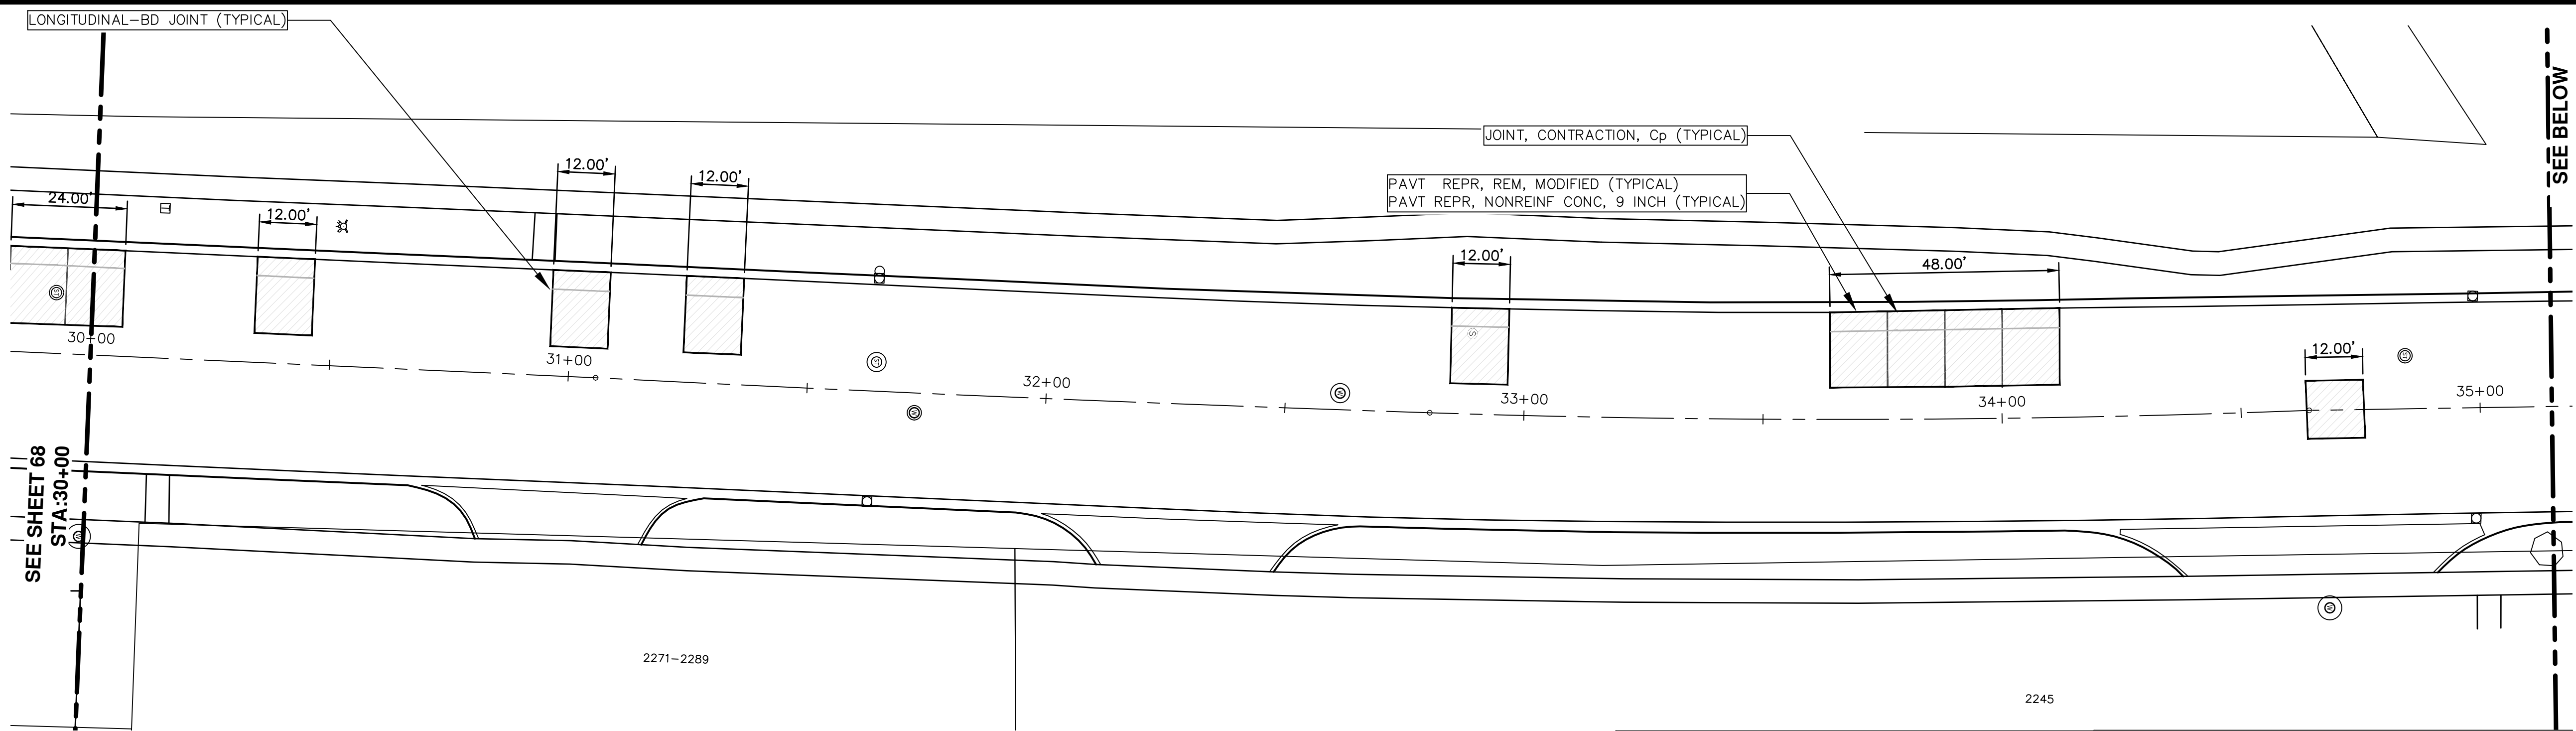 LONGITUDINAL-BD JOINT (TYPICAL)
SEE BELOW
JOINT, CONTRACTION, Cp (TYPICAL)
PAVT  REPR, REM, MODIFIED (TYPICAL)
PAVT REPR, NONREINF CONC, 9 INCH (TYPICAL)
24.00'
12.00'
12.00'
12.00'
12.00'
48.00'
12.00'
ST
S
ST
ST
W
W
30+00
31+00
32+00
33+00
34+00
35+00
SEE SHEET 68
STA:30+00
W
W
2271-2289
2245